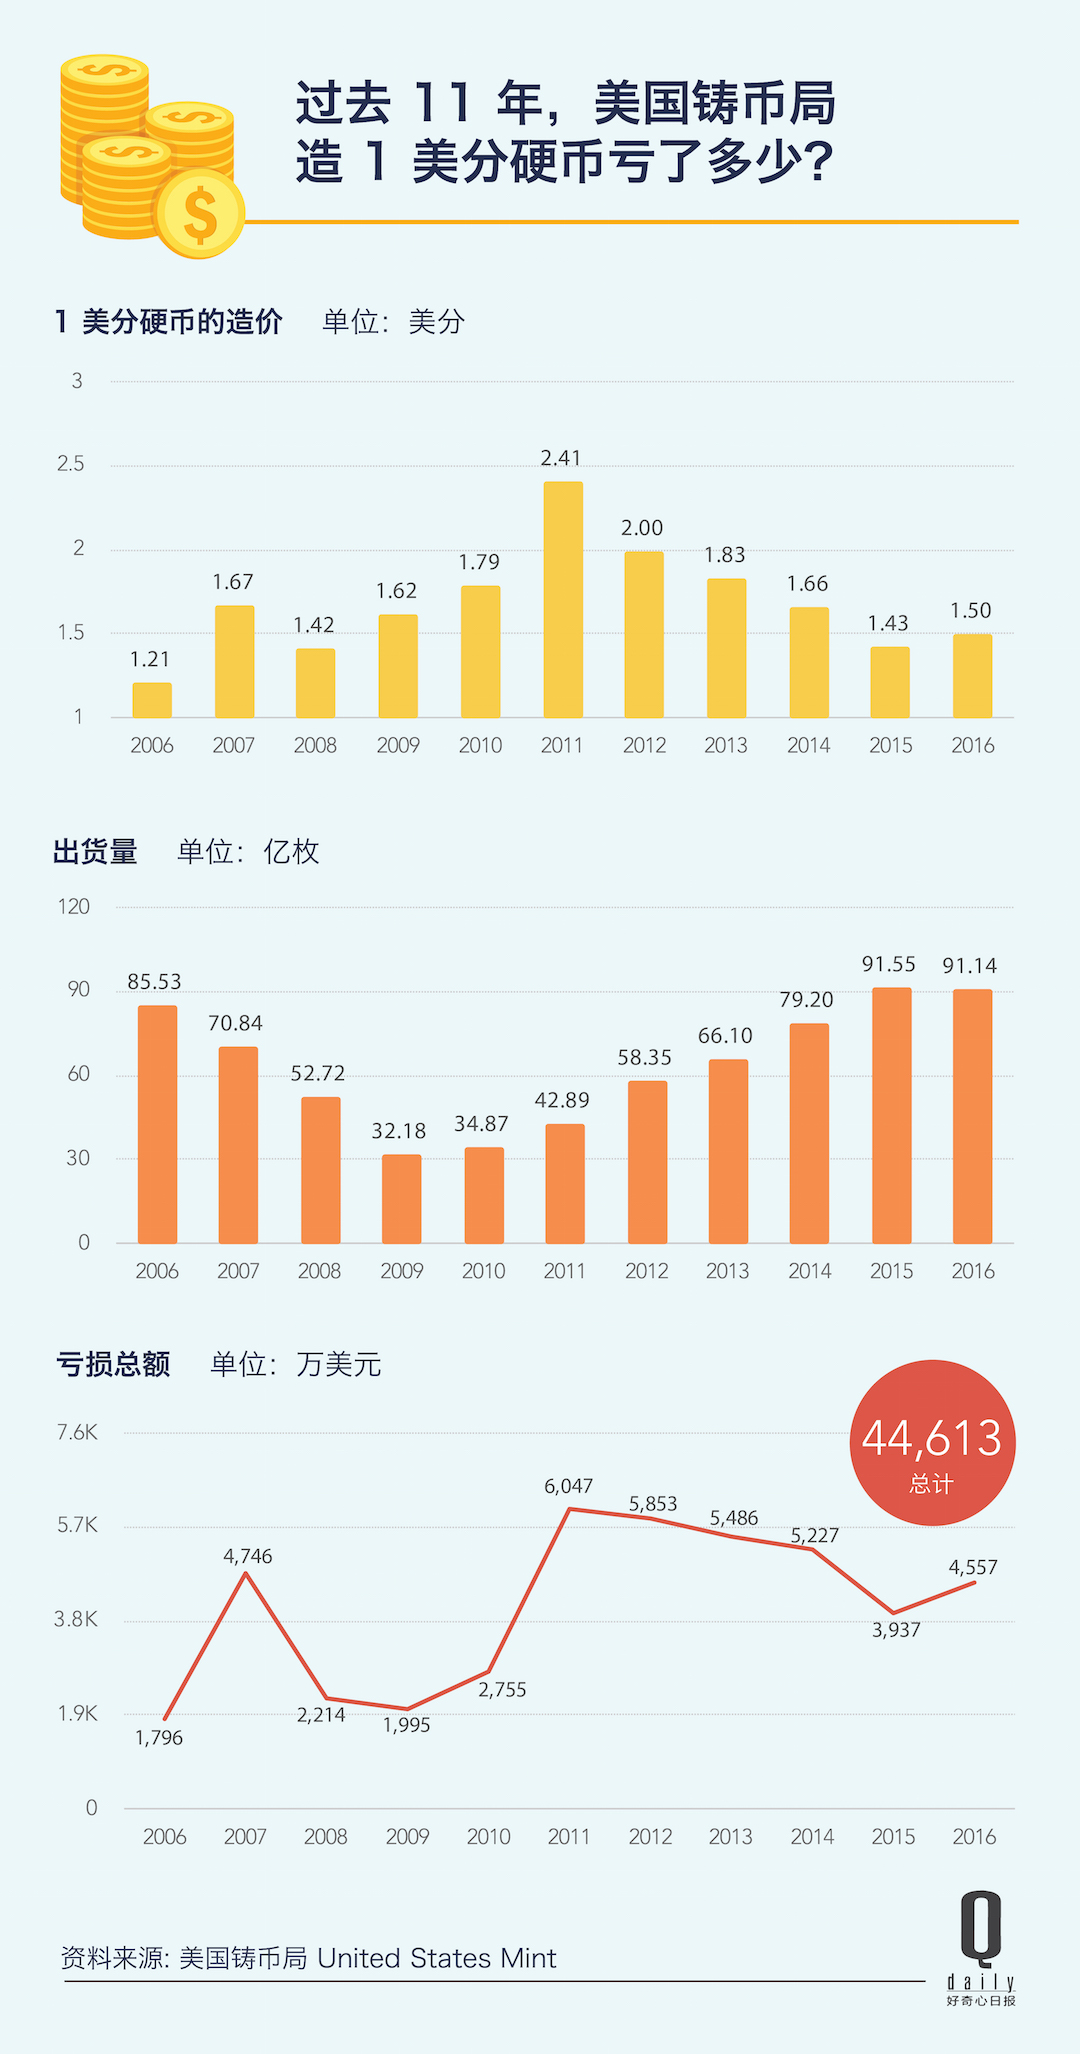 过去 11 年，美国铸币局
造 1 美分硬币亏了多少？
1 美分硬币的造价 单位：美分
3
2.5
2
1.5
1
1.21 1.67 1.42 1.62 1.79 2.41 2.00 1.83 1.66 1.43 1.50
2006 2007 2008 2009 2010 2011 2012 2013 2014 2015 2016
出货量 单位：亿枚
120
90
60
30
0
85.53 70.84 52.72 32.18 34.87 42.89 58.35 66.10 79.20 91.55 91.14
2006 2007 2008 2009 2010 2011 2012 2013 2014 2015 2016
亏损总额 单位：万美元
44,613
总计
7.6K
5.7K
3.8K
1.9K
0
1,796 4,746 2,214 1,995 2,755 6,047 5,853 5,486 5,227 3,937 4,557
2006 2007 2008 2009 2010 2011 2012 2013 2014 2015 2016
资料来源: 美国铸币局 United States Mint
Q
daily
好奇心日报